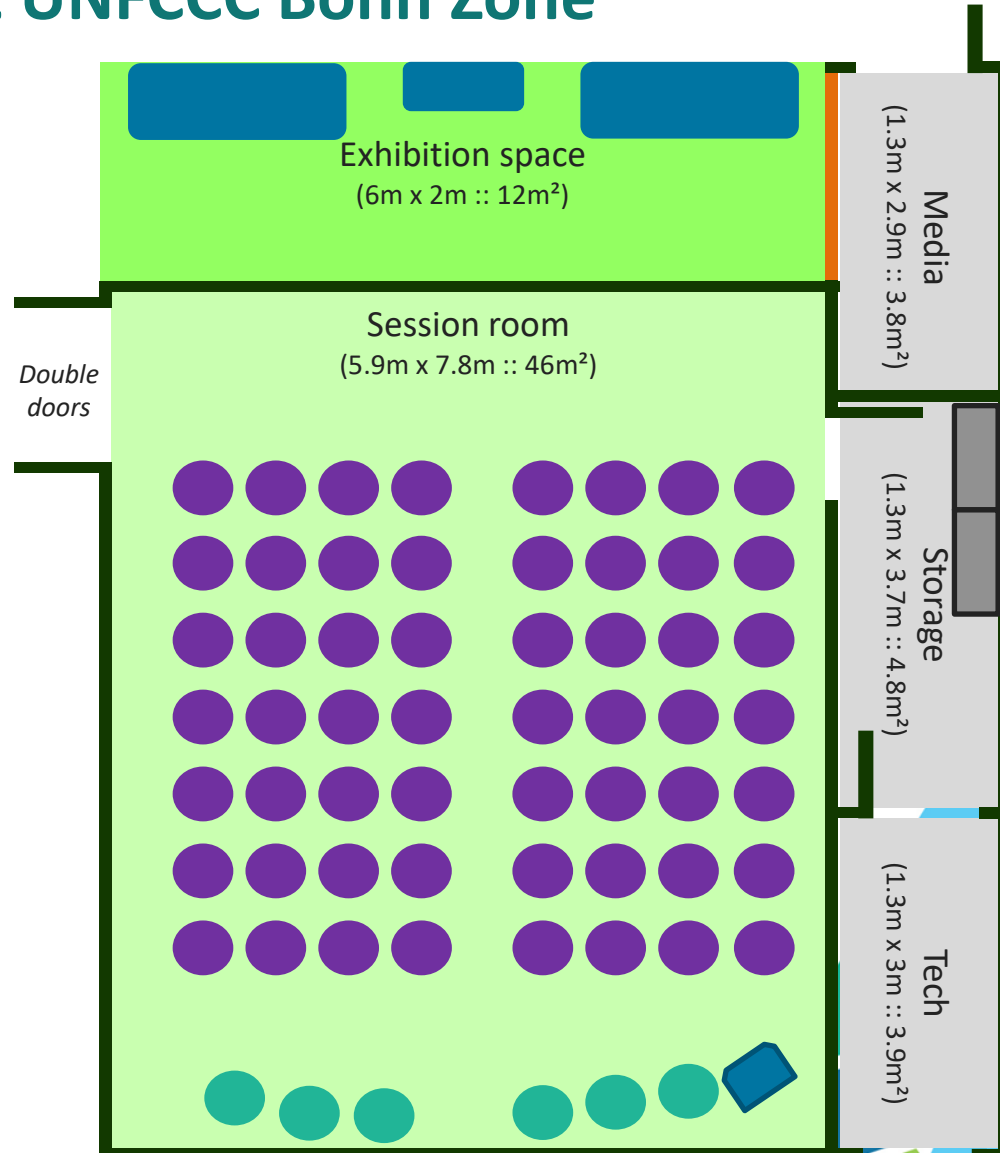 UNFCCC Bonn Zone
Exhibition space
(6m x 2m :: 12m²)
Session room
(5.9m x 7.8m :: 46m²)
Double
doors
Media
(1.3m x 2.9m :: 3.8m²)
Storage
(1.3m x 3.7m :: 4.8m²)
Tech
(1.3m x 3m :: 3.9m²)